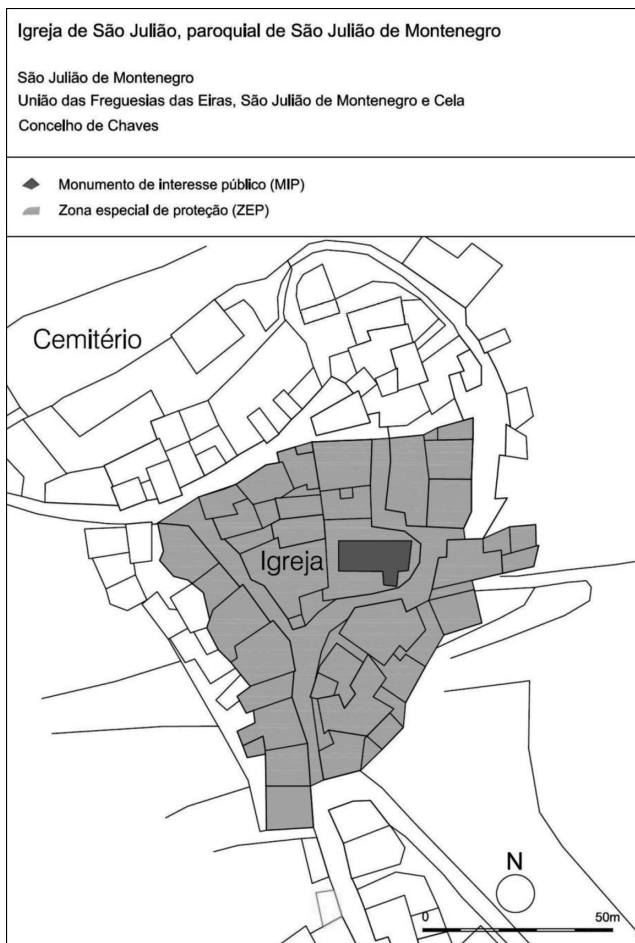 Igreja de São Julião, paroquial de São Julião de Montenegro
São Julião de Montenegro
União das Freguesias das Eiras, São Julião de Montenegro e Cela
Concelho de Chaves
Monumento de interesse público (MIP)
Zona especial de proteção (ZEP)
Cemitério
Igreja
N
0 50m